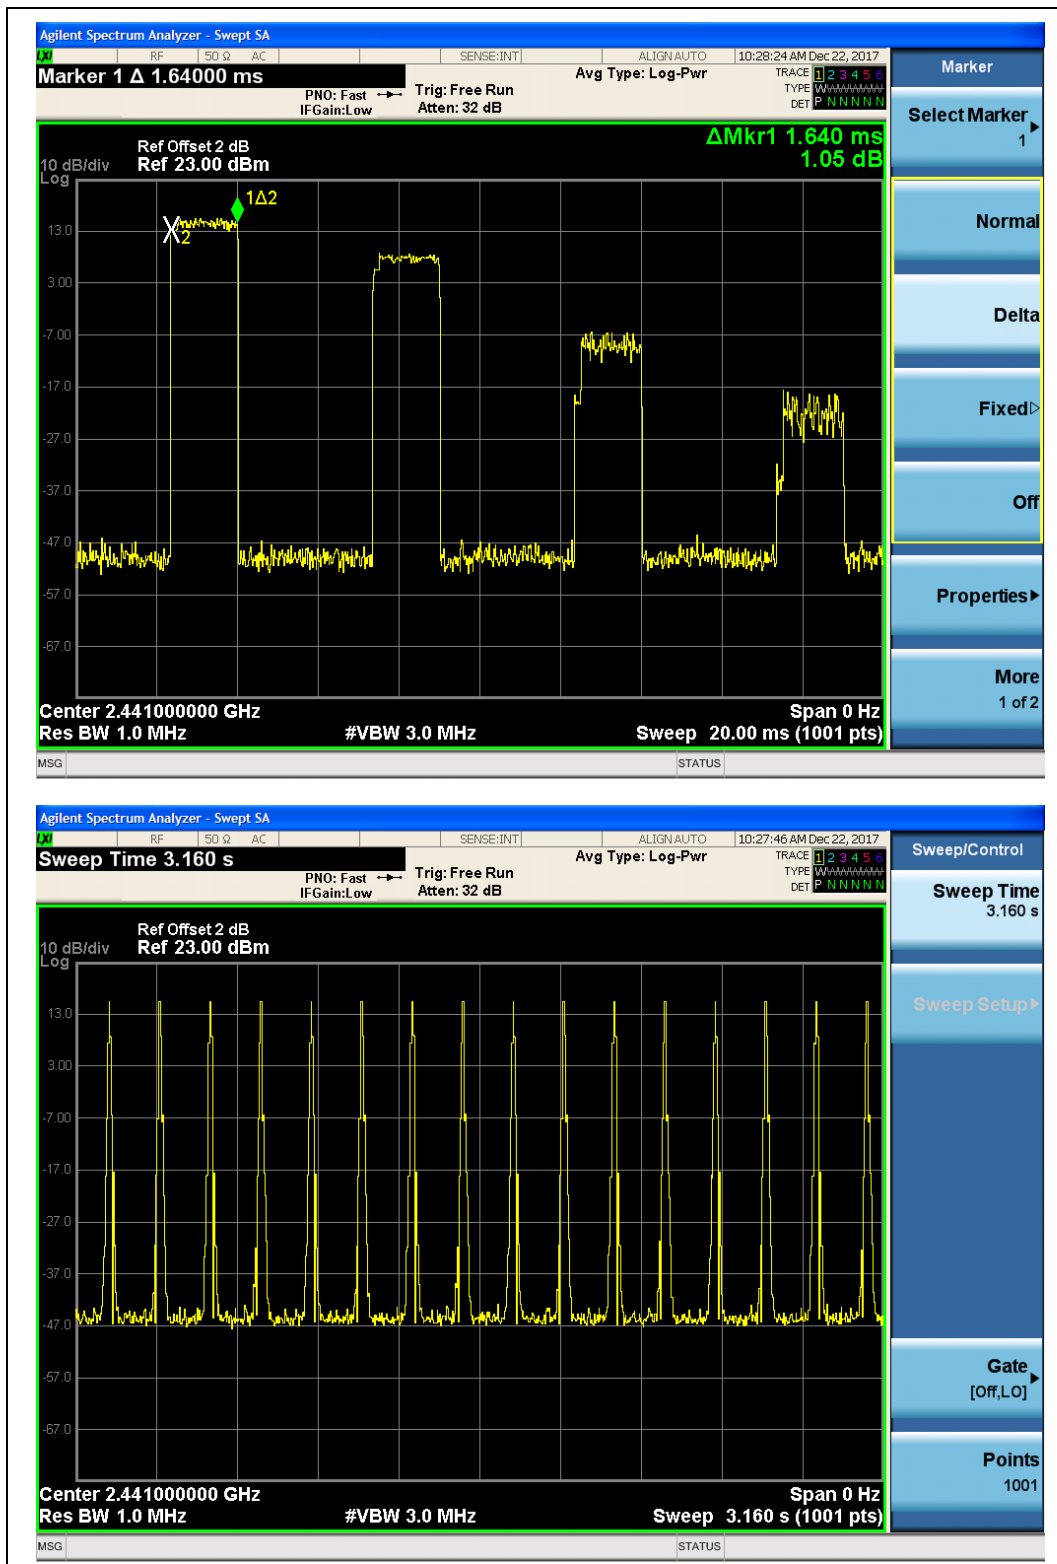 Agilent Spectrum Analyzer - Swept SA
LXI RF 50 Ω AC SENSE:INT ALIGN AUTO 10:28:24 AM Dec 22, 2017
Marker 1 Δ 1.64000 ms
PNO: Fast
IFGain:Low
Trig: Free Run
Atten: 32 dB
Avg Type: Log-Pwr
TRACE 1 2 3 4 5 6
TYPE
DET P N N N N N
ΔMkr1 1.640 ms
1.05 dB
Ref Offset 2 dB
10 dB/div Ref 23.00 dBm
Log
1Δ2
2
13.0
3.00
-7.00
-17.0
-27.0
-37.0
-47.0
-57.0
-67.0
Center 2.441000000 GHz Span 0 Hz
Res BW 1.0 MHz #VBW 3.0 MHz Sweep 20.00 ms (1001 pts)
MSG STATUS
Marker
Select Marker
1
Normal
Delta
Fixed
Off
Properties
More
1 of 2
Agilent Spectrum Analyzer - Swept SA
LXI RF 50 Ω AC SENSE:INT ALIGN AUTO 10:27:46 AM Dec 22, 2017
Sweep Time 3.160 s
PNO: Fast
IFGain:Low
Trig: Free Run
Atten: 32 dB
Avg Type: Log-Pwr
TRACE 1 2 3 4 5 6
TYPE
DET P N N N N N
Ref Offset 2 dB
10 dB/div Ref 23.00 dBm
Log
13.0
3.00
-7.00
-17.0
-27.0
-37.0
-47.0
-57.0
-67.0
Center 2.441000000 GHz Span 0 Hz
Res BW 1.0 MHz #VBW 3.0 MHz Sweep 3.160 s (1001 pts)
MSG STATUS
Sweep/Control
Sweep Time
3.160 s
Sweep Setup
Gate
[Off,LO]
Points
1001